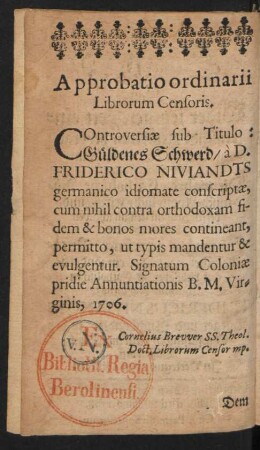 Approbatio ordinarii
Librorum Censoris.
COntroversiæ sub Titulo :
Güldenes Schwerd / à D.
FRIDERICO NIVIANDTS
germanico idiomate conscriptæ,
cum nihil contra orthodoxam fi-
dem & bonos mores contineant,
permitto, ut typis mandentur &
evulgentur. Signatum Coloniæ
pridie Annuntiationis B. M. Vir-
ginis, 1706.
Cornelius Brevver SS. Theol.
Doct. Librorum Censor mp.
Ex
V. N.
Biblioth. Regia
Berolinensi.
Dem